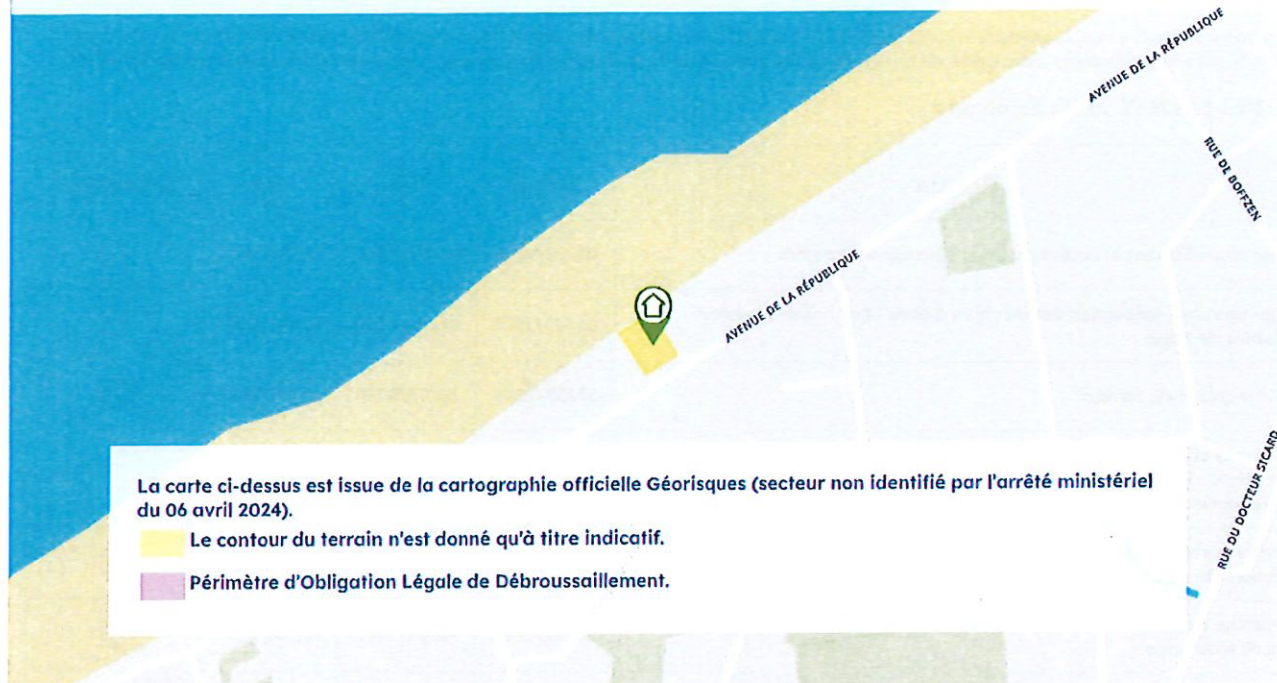 AVENUE DE LA RÉPUBLIQUE
RUE DE BOFFZEN
AVENUE DE LA RÉPUBLIQUE
RUE DU DOCTEUR SICARD
La carte ci-dessus est issue de la cartographie officielle Géorisques (secteur non identifié par l'arrêté ministériel
du 06 avril 2024).
Le contour du terrain n'est donné qu'à titre indicatif.
Périmètre d'Obligation Légale de Débroussaillement.